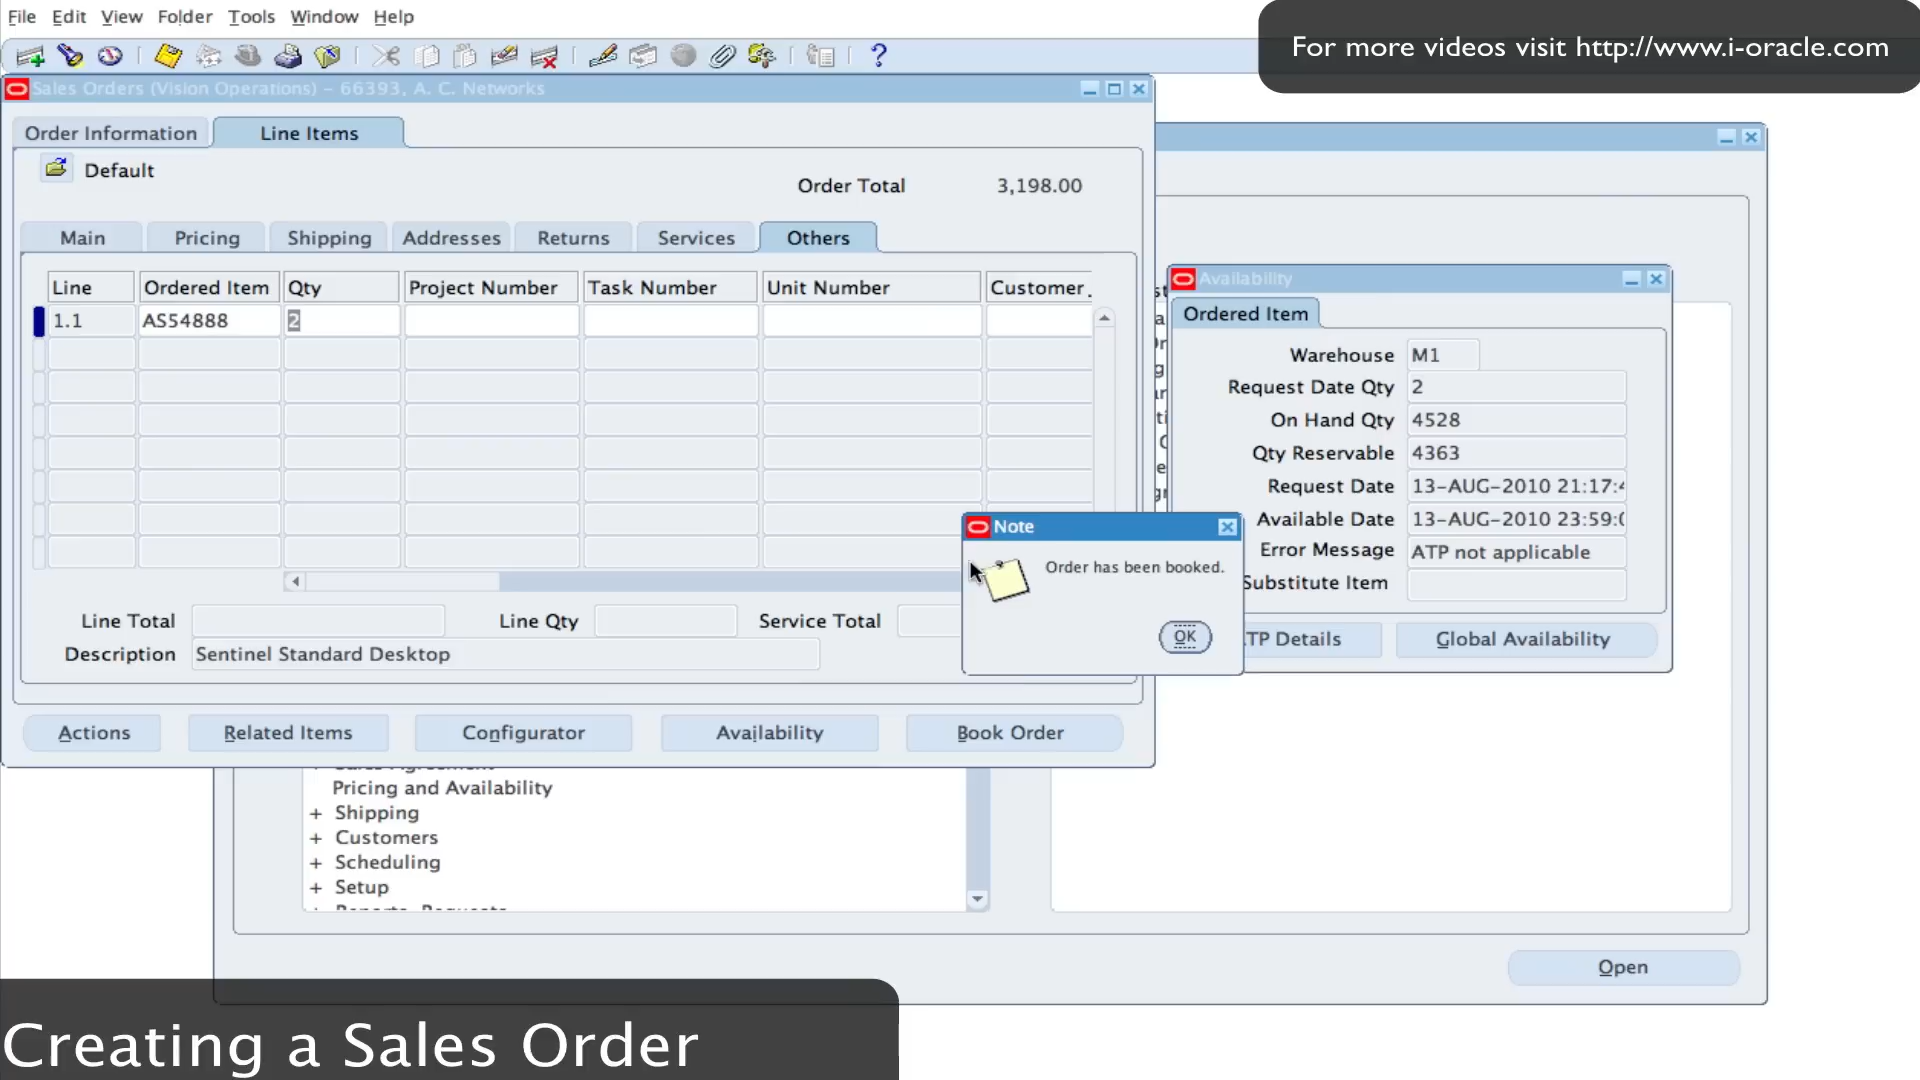 File Edit View Folder Tools Window Help
For more videos visit http://www.i-oracle.com
Sales Orders (Vision Operations) – 66393, A. C. Networks
Order Information Line Items
Default
Order Total 3,198.00
Main Pricing Shipping Addresses Returns Services Others
Line Ordered Item Qty Project Number Task Number Unit Number Customer
1.1 AS54888 2
Line Total Line Qty Service Total
Description Sentinel Standard Desktop
Actions Related Items Configurator Availability Book Order
Availability
Ordered Item
Warehouse M1
Request Date Qty 2
On Hand Qty 4528
Qty Reservable 4363
Request Date 13-AUG-2010 21:17:4
Available Date 13-AUG-2010 23:59:0
Error Message ATP not applicable
Substitute Item
TP Details Global Availability
Note
Order has been booked.
OK
Pricing and Availability
+ Shipping
+ Customers
+ Scheduling
+ Setup
Open
Creating a Sales Order